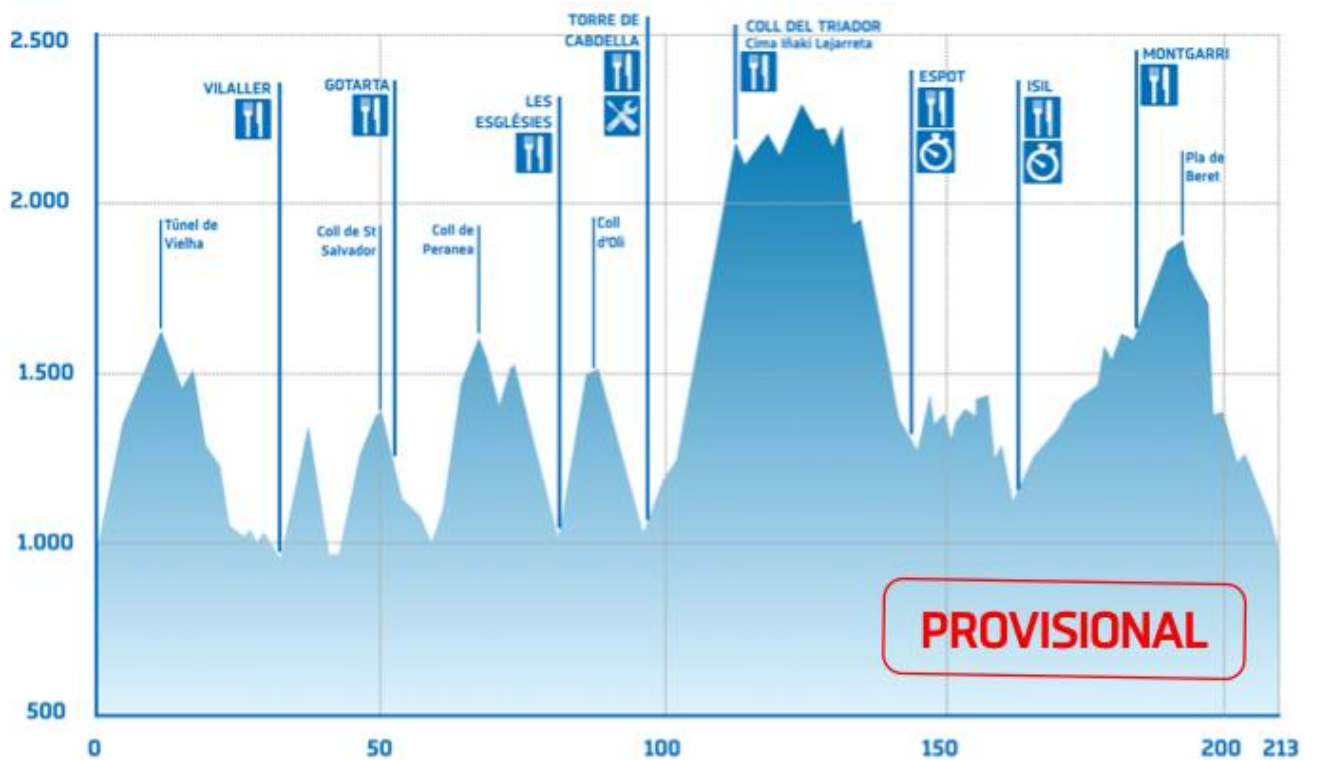 TORRE DE
CABDELLA
COLL DEL TRIADOR
Cima Iñaki Lejarreta
2.500
VILALLER
GOTARTA
LES
ESGLÉSIES
ESPOT
ISIL
MONTGARRI
Pla de
Beret
2.000
Túnel de
Vielha
Coll de St
Salvador
Coll de
Peranea
Coll
d'Oli
1.500
1.000
PROVISIONAL
500
0
50
100
150
200
213